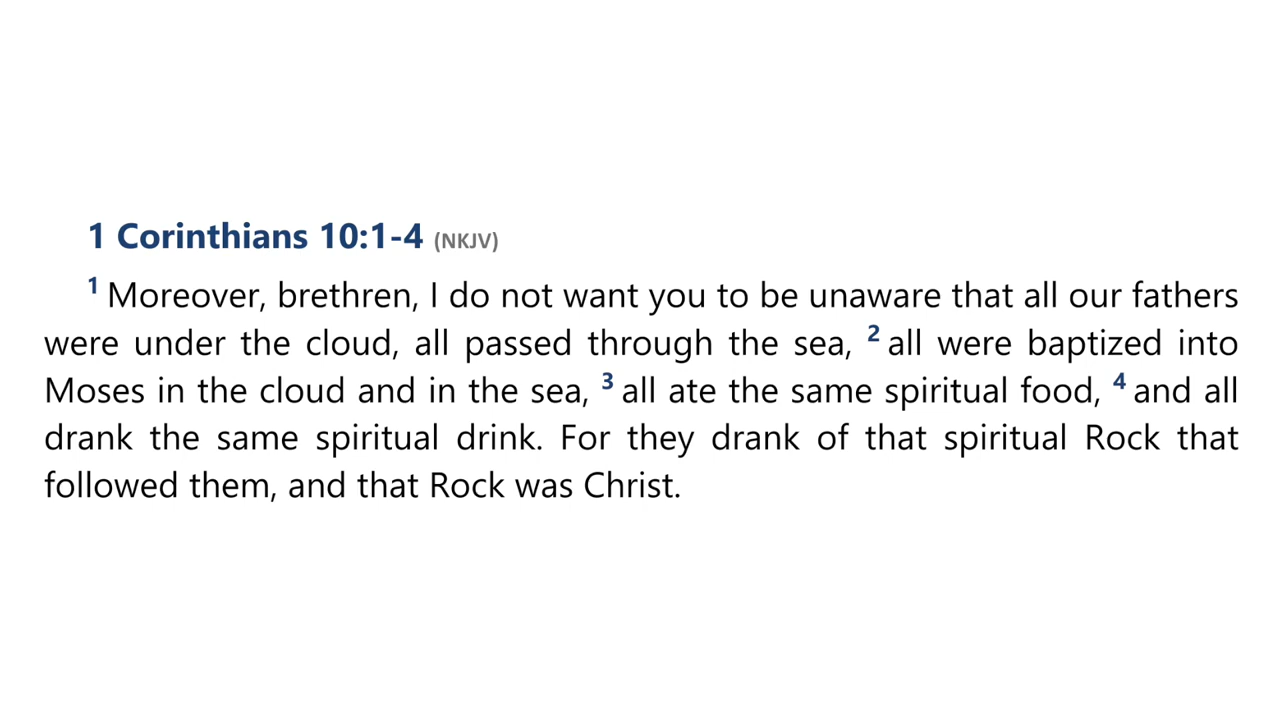 1 Corinthians 10:1-4 (NKJV)
1 Moreover, brethren, I do not want you to be unaware that all our fathers
were under the cloud, all passed through the sea, 2 all were baptized into
Moses in the cloud and in the sea, 3 all ate the same spiritual food, 4 and all
drank the same spiritual drink. For they drank of that spiritual Rock that
followed them, and that Rock was Christ.